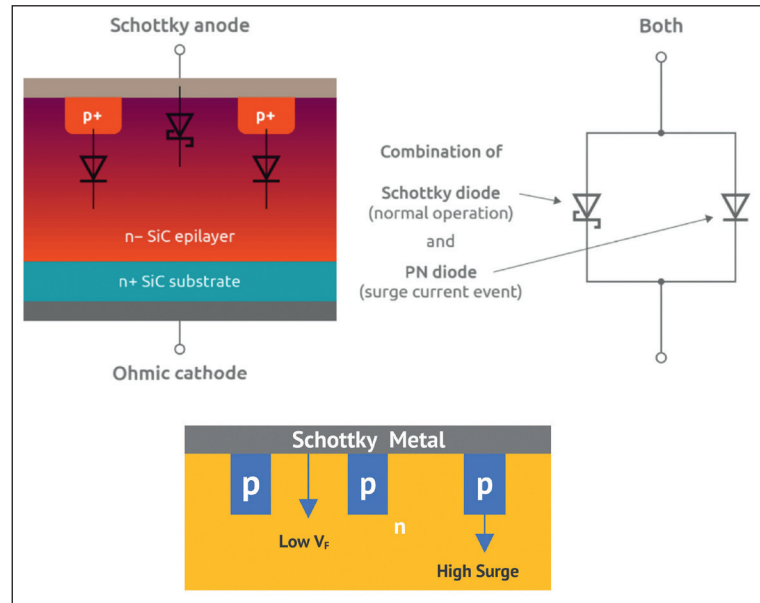 Schottky anode
p+
p+
n− SiC epilayer
n+ SiC substrate
Ohmic cathode
Both
Combination of
Schottky diode
(normal operation)
and
PN diode
(surge current event)
Schottky Metal
p
p
p
n
Low VF
High Surge